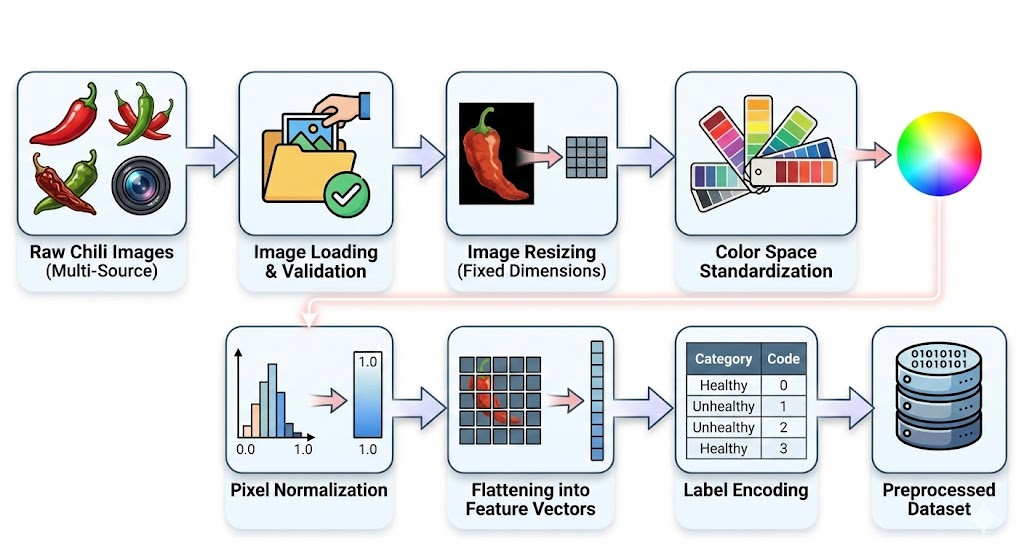 Raw Chili Images
(Multi-Source)
Image Loading
& Validation
Image Resizing
(Fixed Dimensions)
Color Space
Standardization
1.0
0.0 1.0
1.0
Pixel Normalization
Flattening into
Feature Vectors
Category Code
Healthy 0
Unhealthy 1
Unhealthy 2
Healthy 3
Label Encoding
01010101
01010101
Preprocessed
Dataset